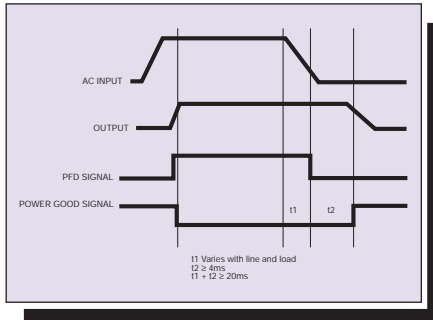 AC INPUT
OUTPUT
PFD SIGNAL
POWER GOOD SIGNAL
t1
t2
t1 Varies with line and load
t2 ≥ 4ms
t1 + t2 ≥ 20ms